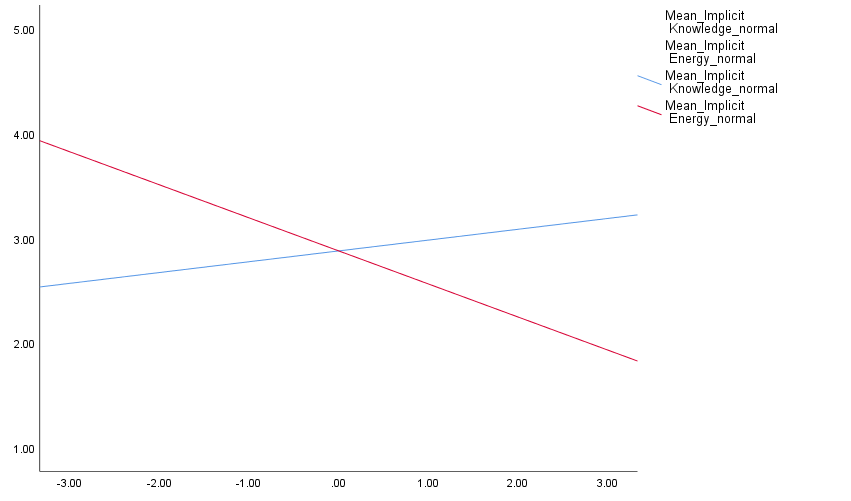 5.00
4.00
3.00
2.00
1.00
-3.00 -2.00 -1.00 .00 1.00 2.00 3.00
Mean_Implicit
Knowledge_normal
Mean_Implicit
Energy_normal
Mean_Implicit
Knowledge_normal
Mean_Implicit
Energy_normal